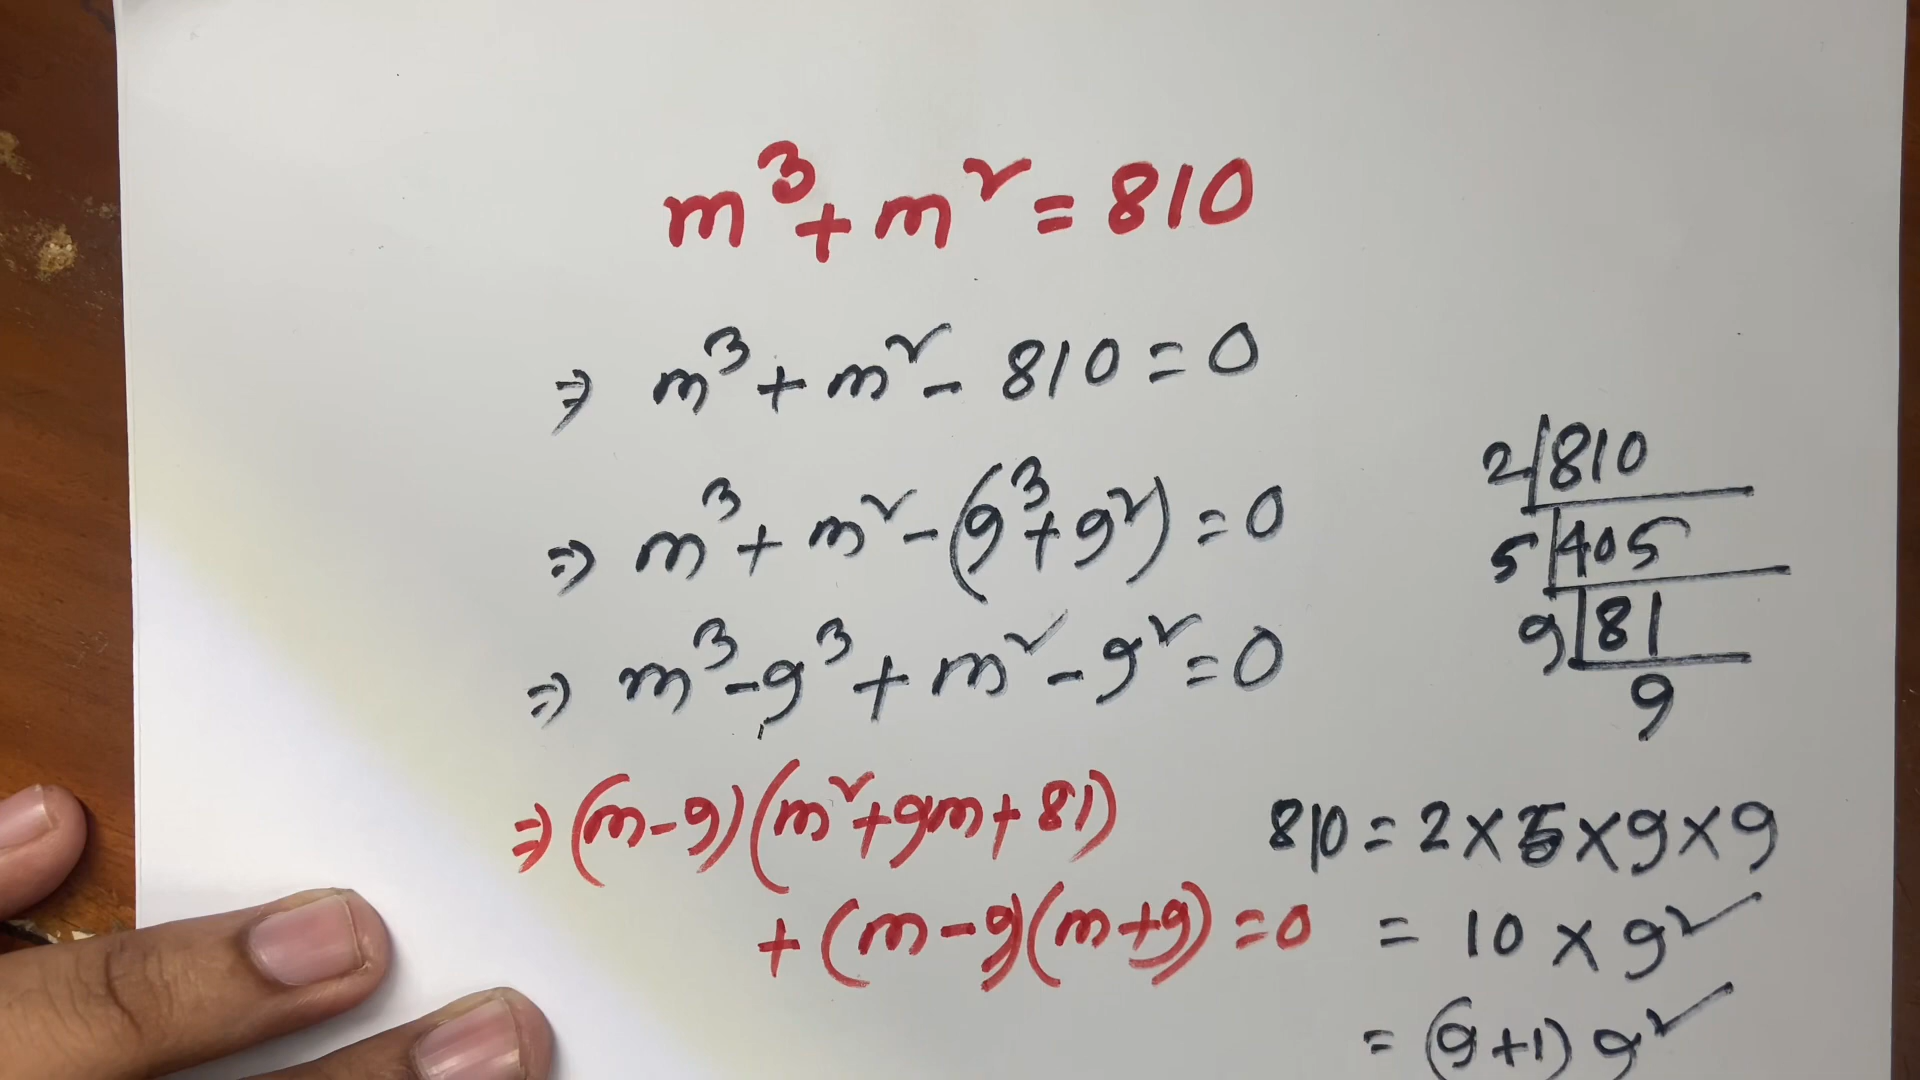 m³ + m² = 810
⇒ m³ + m² - 810 = 0
⇒ m³ + m² - (9³ + 9²) = 0
⇒ m³ - 9³ + m² - 9² = 0
⇒ (m-9)(m² + 9m + 81)
+ (m-9)(m+9) = 0
2 | 810
5 | 405
9 | 81
9
810 = 2 × 5 × 9 × 9
= 10 × 9²
= (9+1) 9²